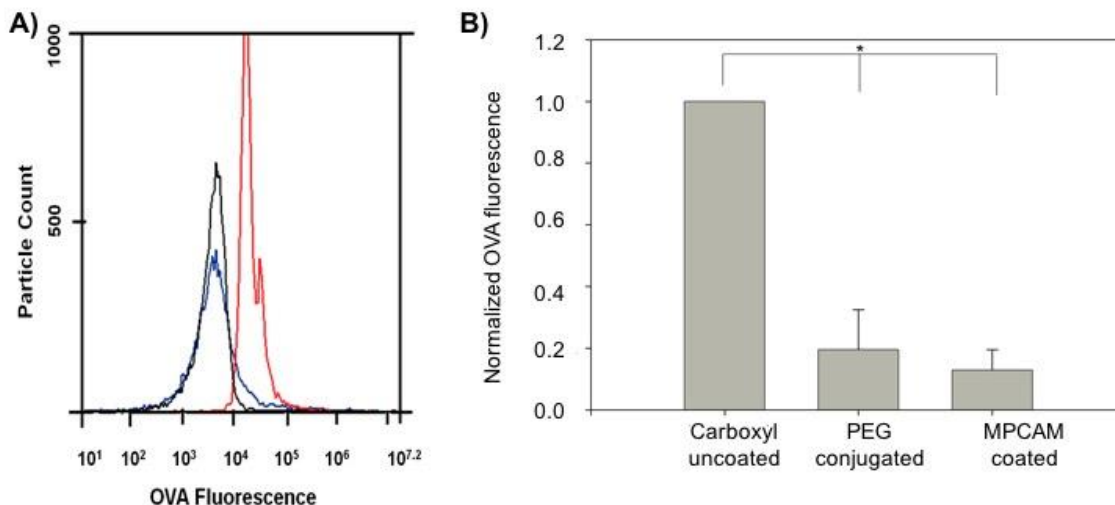 A)
1000
500
Particle Count
10¹ 10² 10³ 10⁴ 10⁵ 10⁶ 10⁷·²
OVA Fluorescence
B)
Normalized OVA fluorescence
1.2
1.0
0.8
0.6
0.4
0.2
0.0
*
Carboxyl PEG MPCAM
uncoated conjugated coated